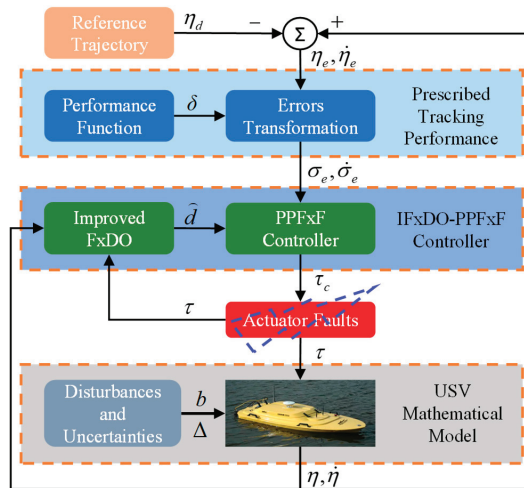 Reference
Trajectory
η_d
−
Σ
+
η_e, η̇_e
Performance
Function
δ
Errors
Transformation
Prescribed
Tracking
Performance
σ_e, σ̇_e
Improved
FxDO
d̂
PPFxF
Controller
IFxDO-PPFxF
Controller
τ_c
τ
Actuator Faults
τ
Disturbances
and
Uncertainties
b
Δ
USV
Mathematical
Model
η, η̇